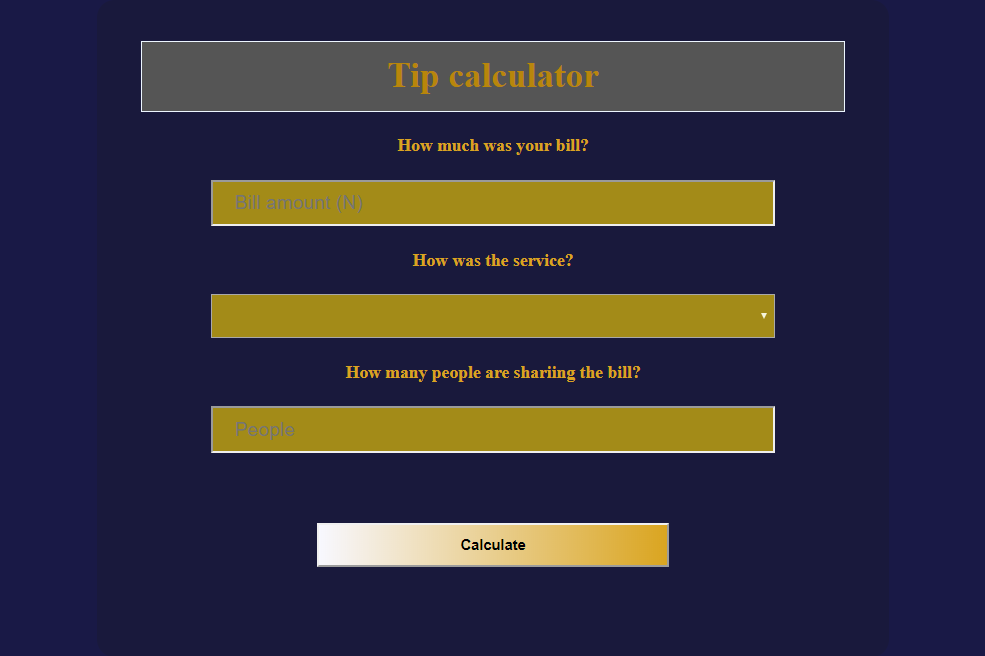 Tip calculator
How much was your bill?
Bill amount (N)
How was the service?
How many people are shariing the bill?
People
Calculate